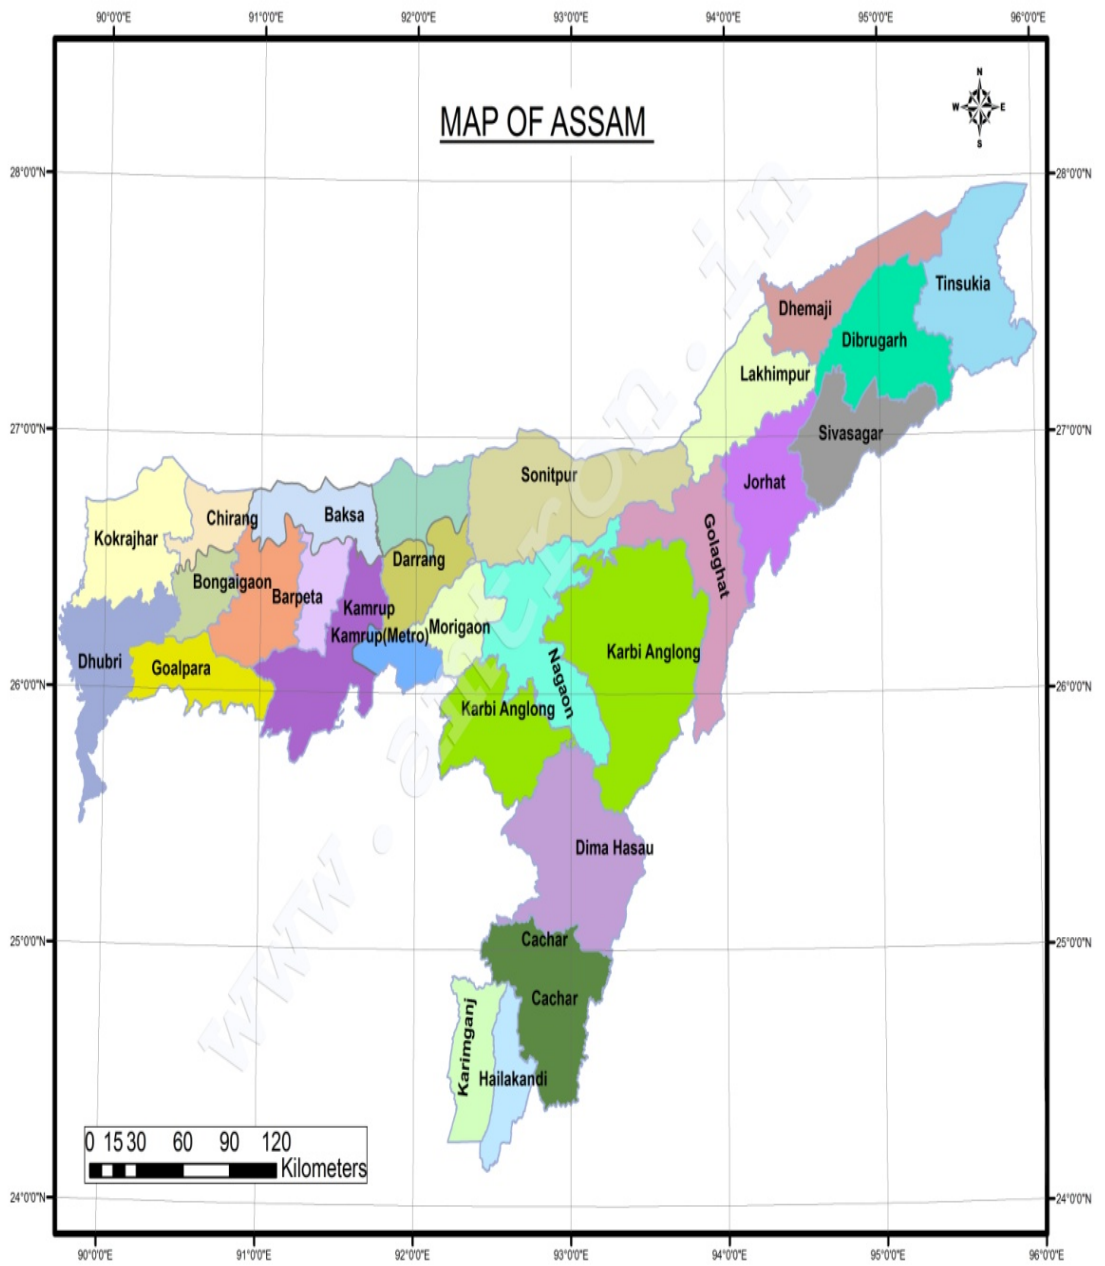 90°0'0"E 91°0'0"E 92°0'0"E 93°0'0"E 94°0'0"E 95°0'0"E 96°0'0"E
N
W E
S
MAP OF ASSAM
28°0'0"N 28°0'0"N
Tinsukia
Dhemaji
Dibrugarh
Lakhimpur
27°0'0"N 27°0'0"N
Sivasagar
Sonitpur
Jorhat
Chirang
Baksa
Kokrajhar
Golaghat
Darrang
Bongaigaon
Barpeta
Kamrup
Morigaon
Kamrup(Metro)
Karbi Anglong
Dhubri
Goalpara
Nagaon
26°0'0"N 26°0'0"N
Karbi Anglong
Dima Hasau
25°0'0"N 25°0'0"N
Cachar
Cachar
Karimganj
Hailakandi
0 15 30 60 90 120
Kilometers
24°0'0"N 24°0'0"N
90°0'0"E 91°0'0"E 92°0'0"E 93°0'0"E 94°0'0"E 95°0'0"E 96°0'0"E